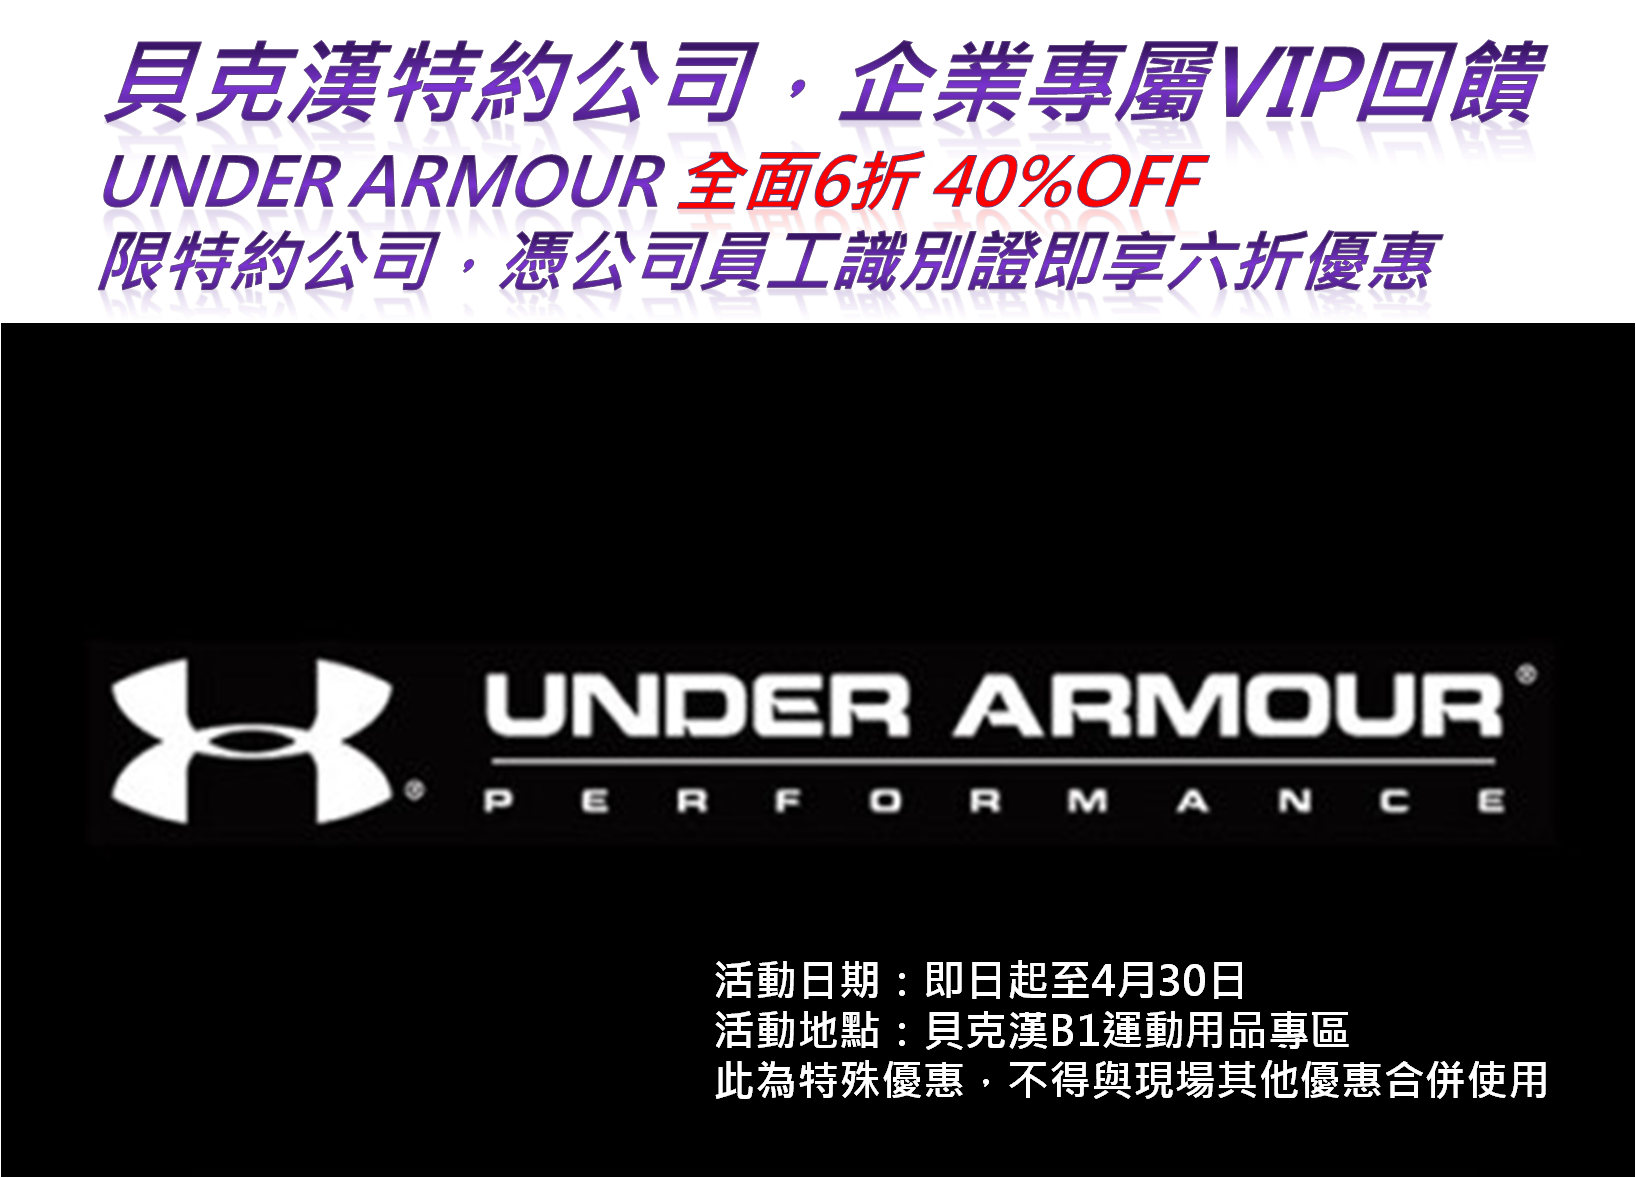 貝克漢特約公司，企業專屬VIP回饋
UNDER ARMOUR 全面6折 40%OFF
限特約公司，憑公司員工識別證即享六折優惠
UNDER ARMOUR®
®
PERFORMANCE
活動日期：即日起至4月30日
活動地點：貝克漢B1運動用品專區
此為特殊優惠，不得與現場其他優惠合併使用